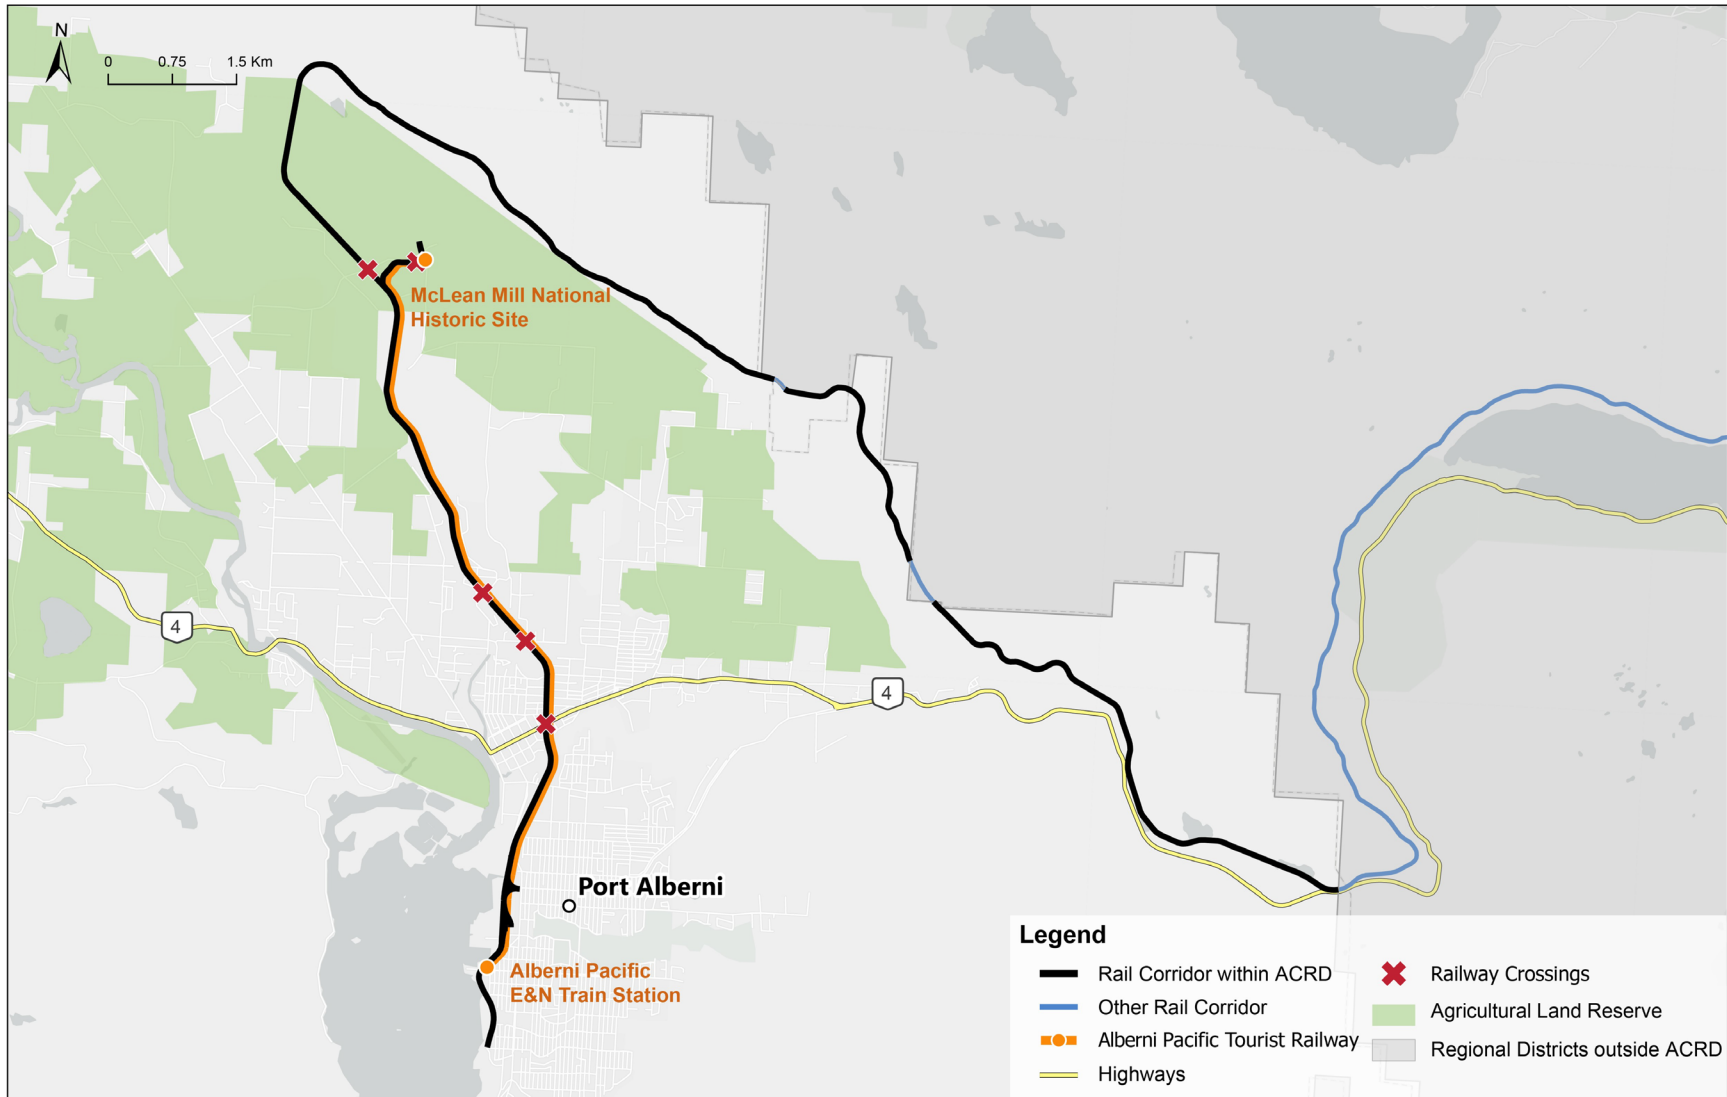 N
0 0.75 1.5 Km
McLean Mill National
Historic Site
4
4
Port Alberni
Alberni Pacific
E&N Train Station
Legend
Rail Corridor within ACRD
Other Rail Corridor
Alberni Pacific Tourist Railway
Highways
Railway Crossings
Agricultural Land Reserve
Regional Districts outside ACRD